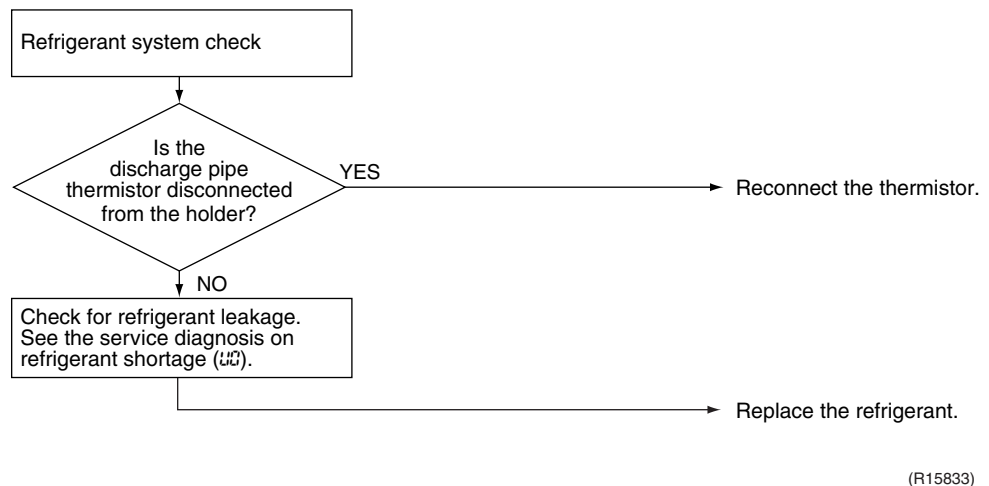 Refrigerant system check
Is the
discharge pipe
thermistor disconnected
from the holder?
YES
Reconnect the thermistor.
NO
Check for refrigerant leakage.
See the service diagnosis on
refrigerant shortage (U0).
Replace the refrigerant.
(R15833)